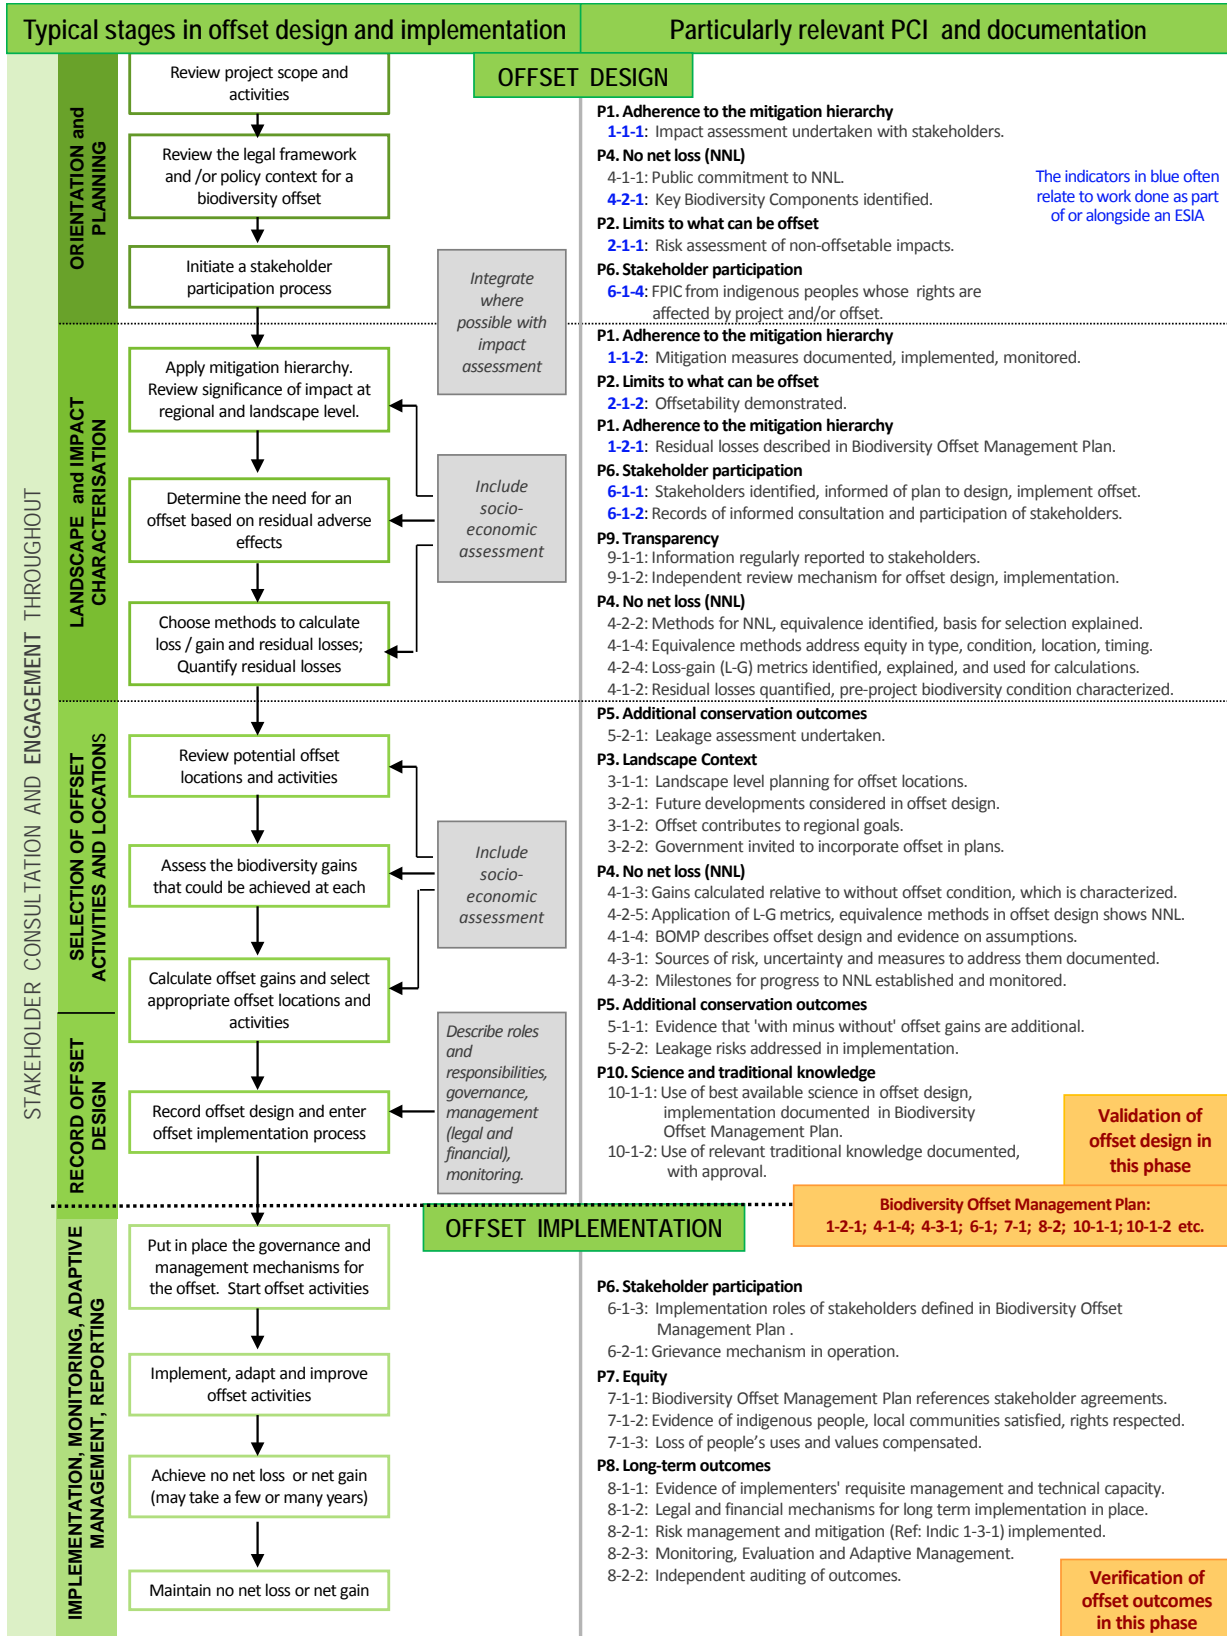 Typical stages in offset design and implementation
Particularly relevant PCI and documentation
OFFSET DESIGN
STAKEHOLDER CONSULTATION AND ENGAGEMENT THROUGHOUT
ORIENTATION and
PLANNING
Review project scope and
activities
Review the legal framework
and /or policy context for a
biodiversity offset
Initiate a stakeholder
participation process
Integrate
where
possible with
impact
assessment
P1. Adherence to the mitigation hierarchy
1-1-1: Impact assessment undertaken with stakeholders.
P4. No net loss (NNL)
4-1-1: Public commitment to NNL.
4-2-1: Key Biodiversity Components identified.
P2. Limits to what can be offset
2-1-1: Risk assessment of non-offsetable impacts.
P6. Stakeholder participation
6-1-4: FPIC from indigenous peoples whose rights are
affected by project and/or offset.
The indicators in blue often
relate to work done as part
of or alongside an ESIA
LANDSCAPE and IMPACT
CHARACTERISATION
Apply mitigation hierarchy.
Review significance of impact at
regional and landscape level.
Determine the need for an
offset based on residual adverse
effects
Choose methods to calculate
loss / gain and residual losses;
Quantify residual losses
Include
socio-
economic
assessment
P1. Adherence to the mitigation hierarchy
1-1-2: Mitigation measures documented, implemented, monitored.
P2. Limits to what can be offset
2-1-2: Offsetability demonstrated.
P1. Adherence to the mitigation hierarchy
1-2-1: Residual losses described in Biodiversity Offset Management Plan.
P6. Stakeholder participation
6-1-1: Stakeholders identified, informed of plan to design, implement offset.
6-1-2: Records of informed consultation and participation of stakeholders.
P9. Transparency
9-1-1: Information regularly reported to stakeholders.
9-1-2: Independent review mechanism for offset design, implementation.
P4. No net loss (NNL)
4-2-2: Methods for NNL, equivalence identified, basis for selection explained.
4-1-4: Equivalence methods address equity in type, condition, location, timing.
4-2-4: Loss-gain (L-G) metrics identified, explained, and used for calculations.
4-1-2: Residual losses quantified, pre-project biodiversity condition characterized.
SELECTION OF OFFSET
ACTIVITIES AND LOCATIONS
Review potential offset
locations and activities
Assess the biodiversity gains
that could be achieved at each
Calculate offset gains and select
appropriate offset locations and
activities
Include
socio-
economic
assessment
P5. Additional conservation outcomes
5-2-1: Leakage assessment undertaken.
P3. Landscape Context
3-1-1: Landscape level planning for offset locations.
3-2-1: Future developments considered in offset design.
3-1-2: Offset contributes to regional goals.
3-2-2: Government invited to incorporate offset in plans.
P4. No net loss (NNL)
4-1-3: Gains calculated relative to without offset condition, which is characterized.
4-2-5: Application of L-G metrics, equivalence methods in offset design shows NNL.
4-1-4: BOMP describes offset design and evidence on assumptions.
4-3-1: Sources of risk, uncertainty and measures to address them documented.
4-3-2: Milestones for progress to NNL established and monitored.
P5. Additional conservation outcomes
5-1-1: Evidence that 'with minus without' offset gains are additional.
5-2-2: Leakage risks addressed in implementation.
RECORD OFFSET
DESIGN
Record offset design and enter
offset implementation process
Describe roles
and
responsibilities,
governance,
management
(legal and
financial),
monitoring.
P10. Science and traditional knowledge
10-1-1: Use of best available science in offset design,
implementation documented in Biodiversity
Offset Management Plan.
10-1-2: Use of relevant traditional knowledge documented,
with approval.
Validation of
offset design in
this phase
Biodiversity Offset Management Plan:
1-2-1; 4-1-4; 4-3-1; 6-1; 7-1; 8-2; 10-1-1; 10-1-2 etc.
OFFSET IMPLEMENTATION
IMPLEMENTATION, MONITORING, ADAPTIVE
MANAGEMENT, REPORTING
Put in place the governance and
management mechanisms for
the offset. Start offset activities
Implement, adapt and improve
offset activities
Achieve no net loss or net gain
(may take a few or many years)
Maintain no net loss or net gain
P6. Stakeholder participation
6-1-3: Implementation roles of stakeholders defined in Biodiversity Offset
Management Plan .
6-2-1: Grievance mechanism in operation.
P7. Equity
7-1-1: Biodiversity Offset Management Plan references stakeholder agreements.
7-1-2: Evidence of indigenous people, local communities satisfied, rights respected.
7-1-3: Loss of people's uses and values compensated.
P8. Long-term outcomes
8-1-1: Evidence of implementers' requisite management and technical capacity.
8-1-2: Legal and financial mechanisms for long term implementation in place.
8-2-1: Risk management and mitigation (Ref: Indic 1-3-1) implemented.
8-2-3: Monitoring, Evaluation and Adaptive Management.
8-2-2: Independent auditing of outcomes.
Verification of
offset outcomes
in this phase